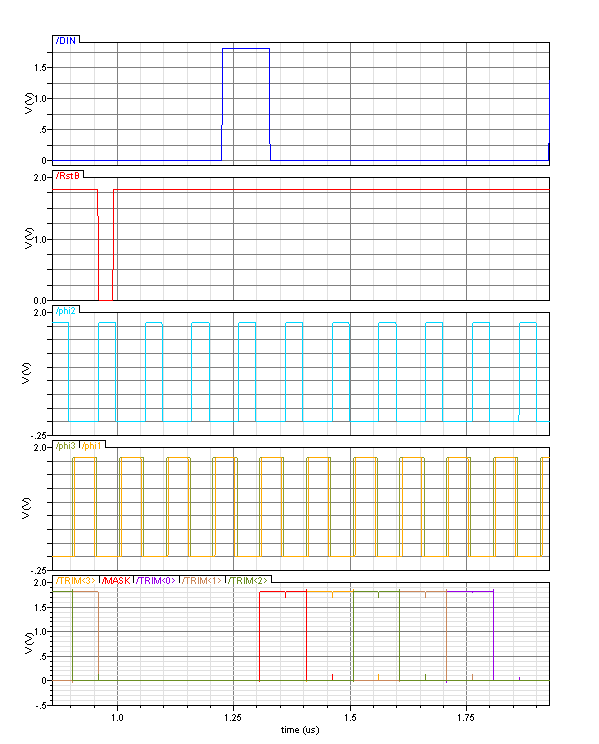 /DIN
1.5
1.0
.5
0
V (V)
/RstB
2.0
1.0
0.0
V (V)
/phi2
2.0
-.25
V (V)
/phi3 /phi1
2.0
-.25
V (V)
/TRIM<3> /MASK /TRIM<0> /TRIM<1> /TRIM<2>
2.0
1.5
1.0
.5
0
-.5
V (V)
1.0 1.25 1.5 1.75
time (us)